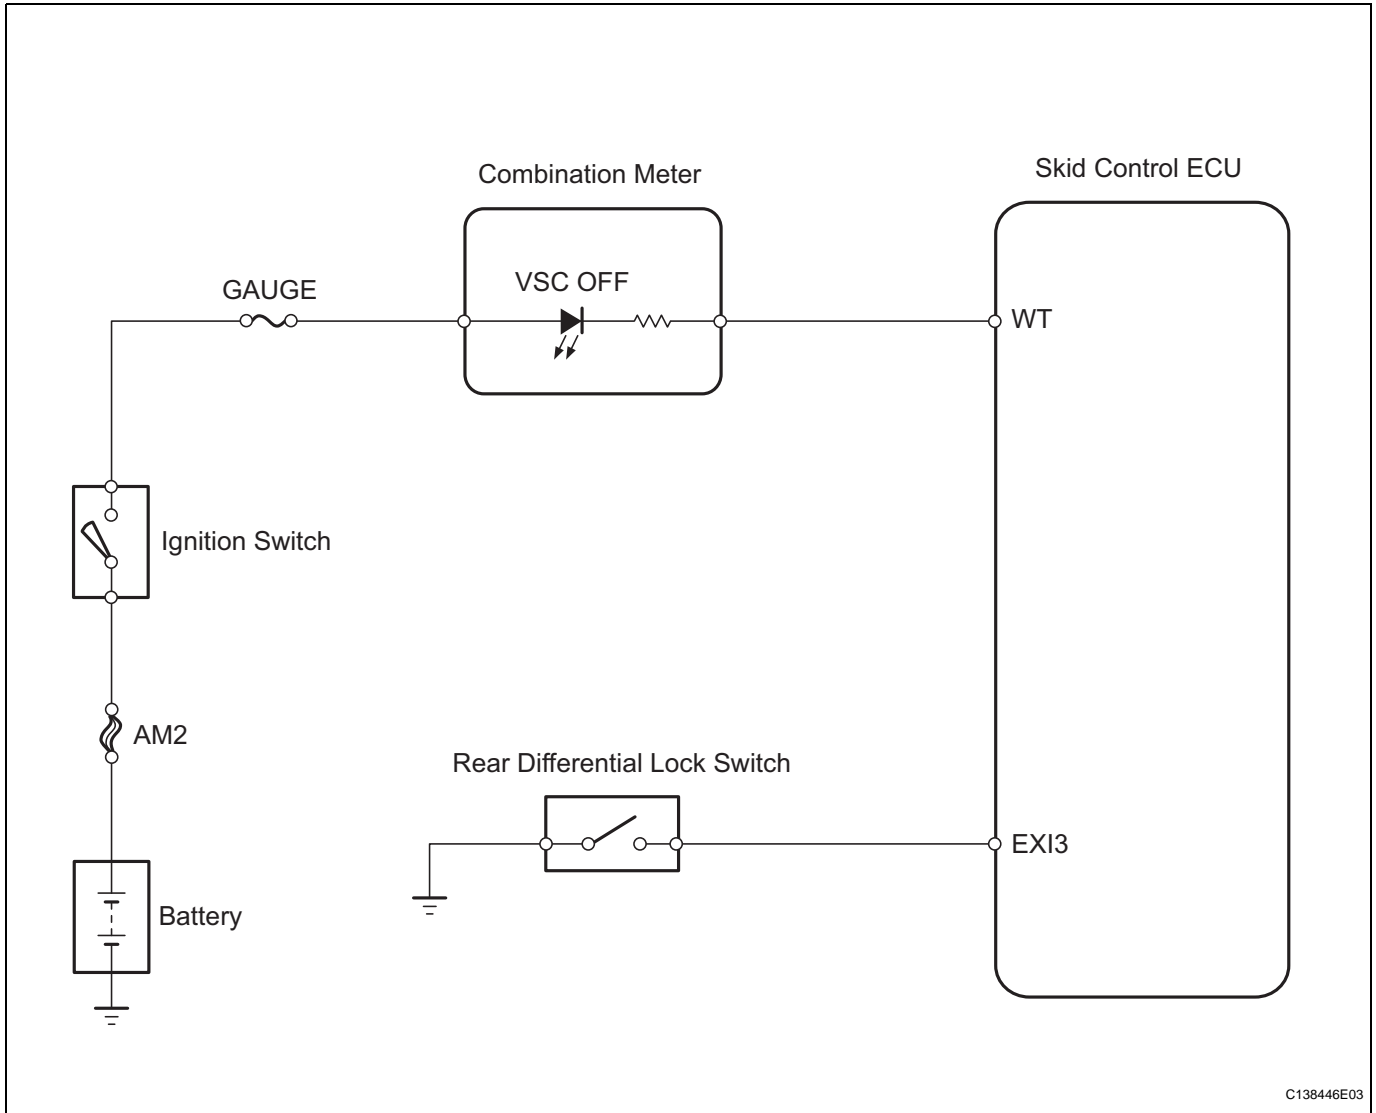 Combination Meter
Skid Control ECU
VSC OFF
GAUGE
WT
Ignition Switch
AM2
Rear Differential Lock Switch
EXI3
Battery
C138446E03